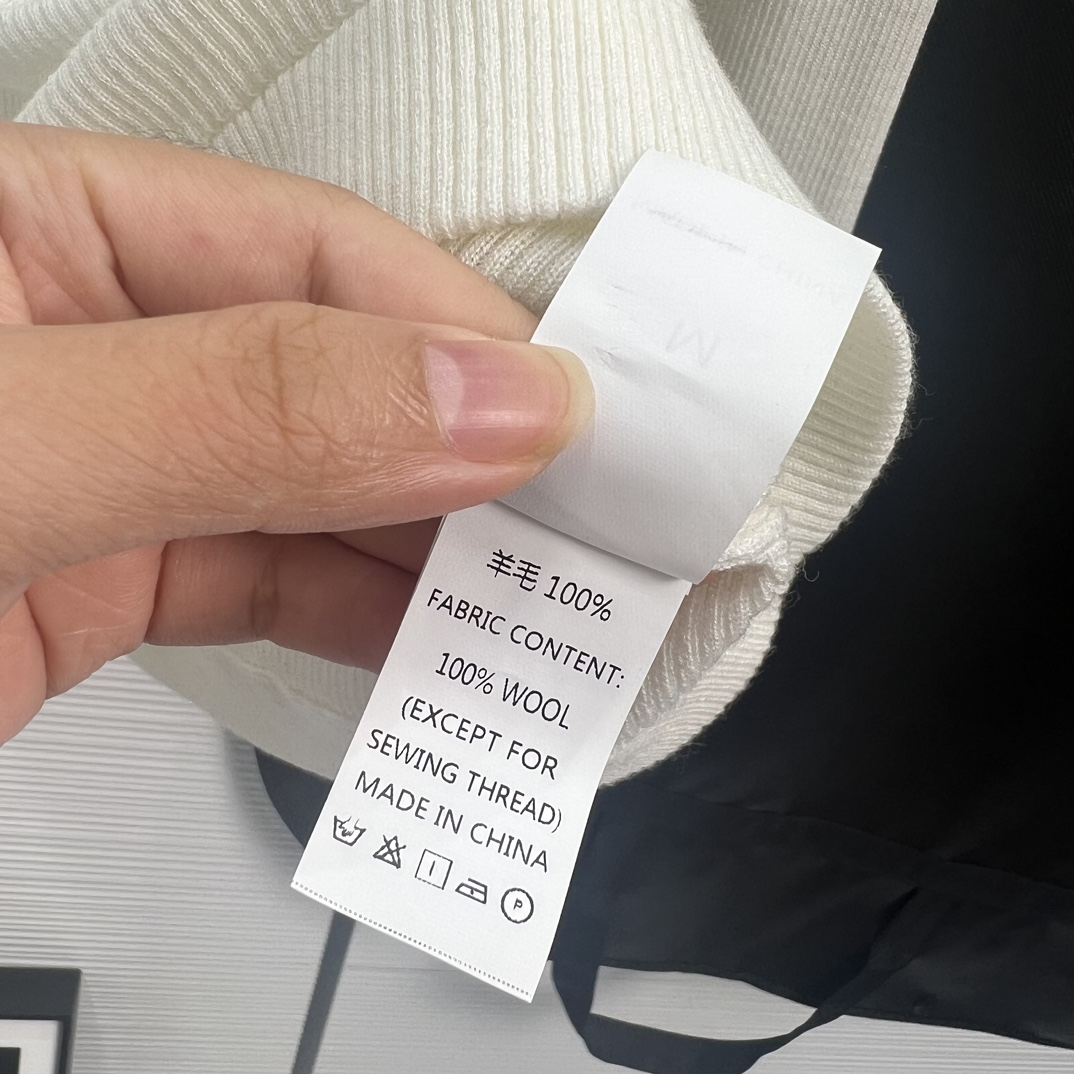 羊毛 100%
FABRIC CONTENT:
100% WOOL
(EXCEPT FOR
SEWING THREAD)
MADE IN CHINA
P